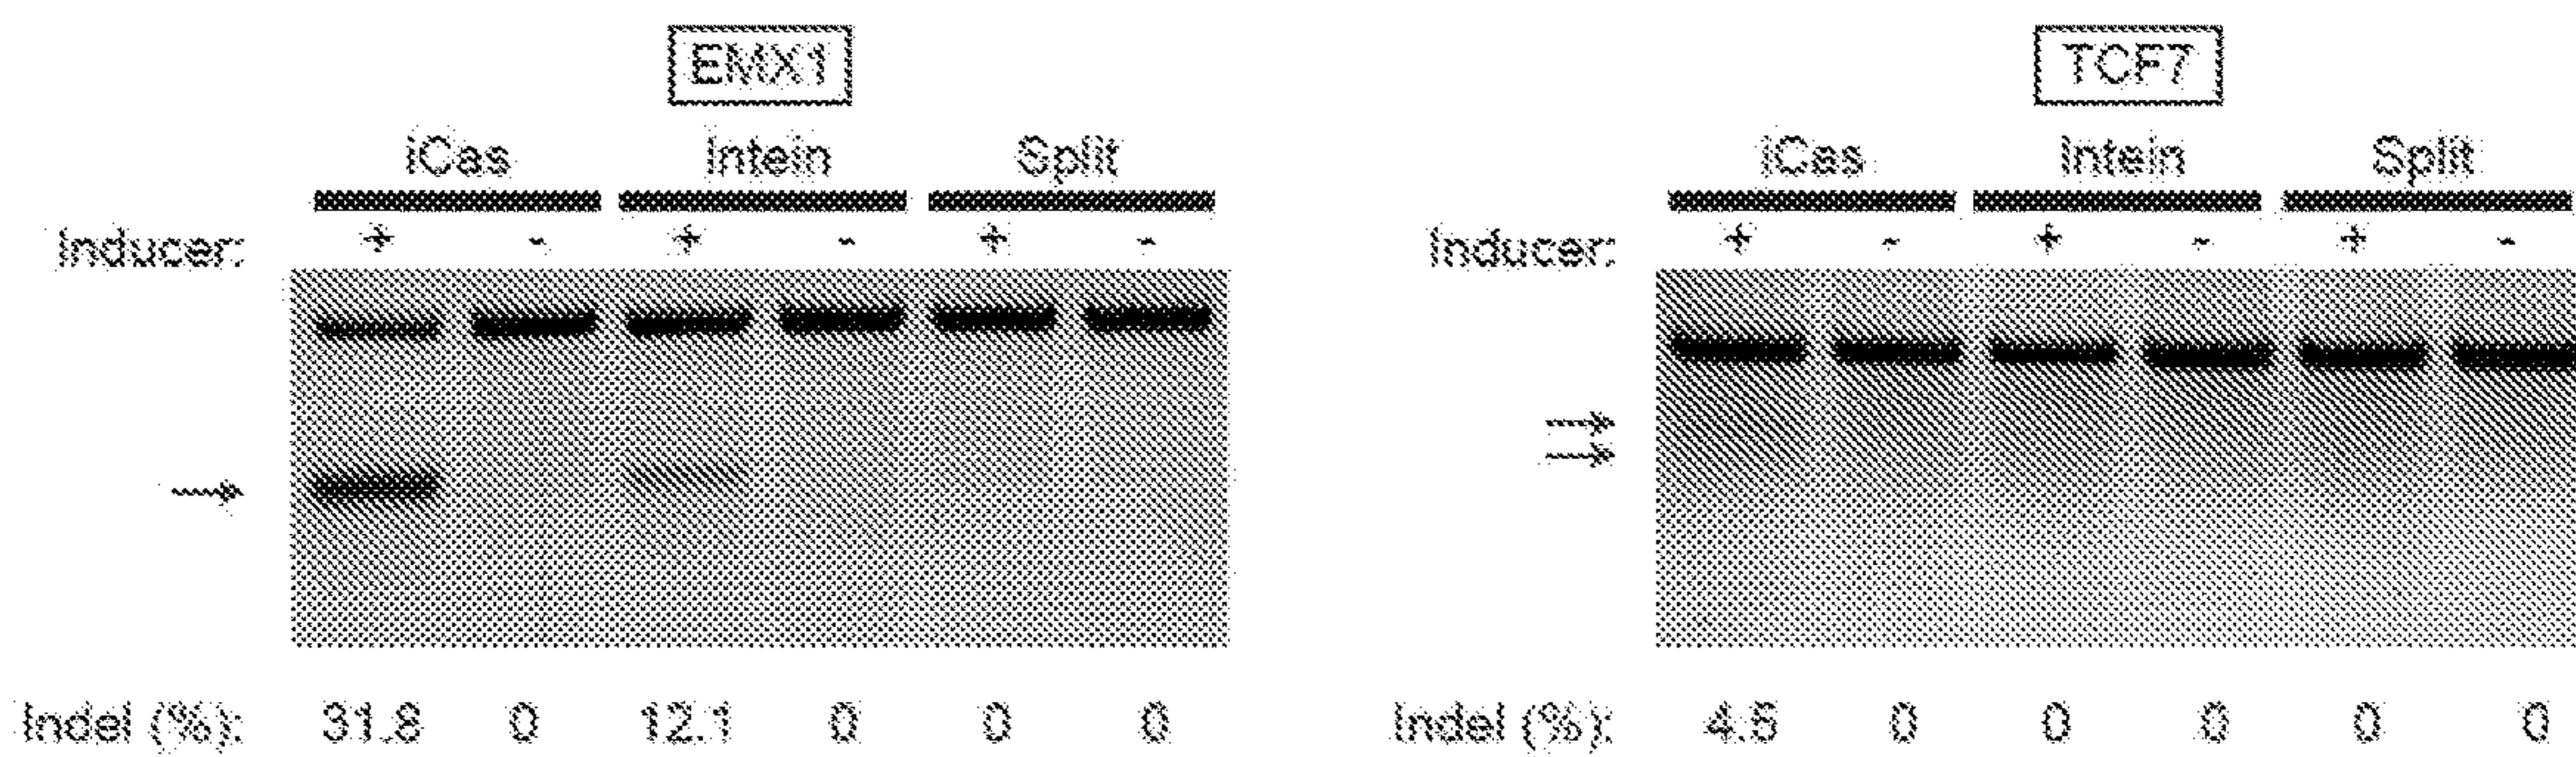 EMX1
iCas Intein Split
Inducer: + - + - + -
Indel (%): 31.8 0 12.1 0 0 0
TCF7
iCas Intein Split
Inducer: + - + - + -
Indel (%): 4.5 0 0 0 0 0